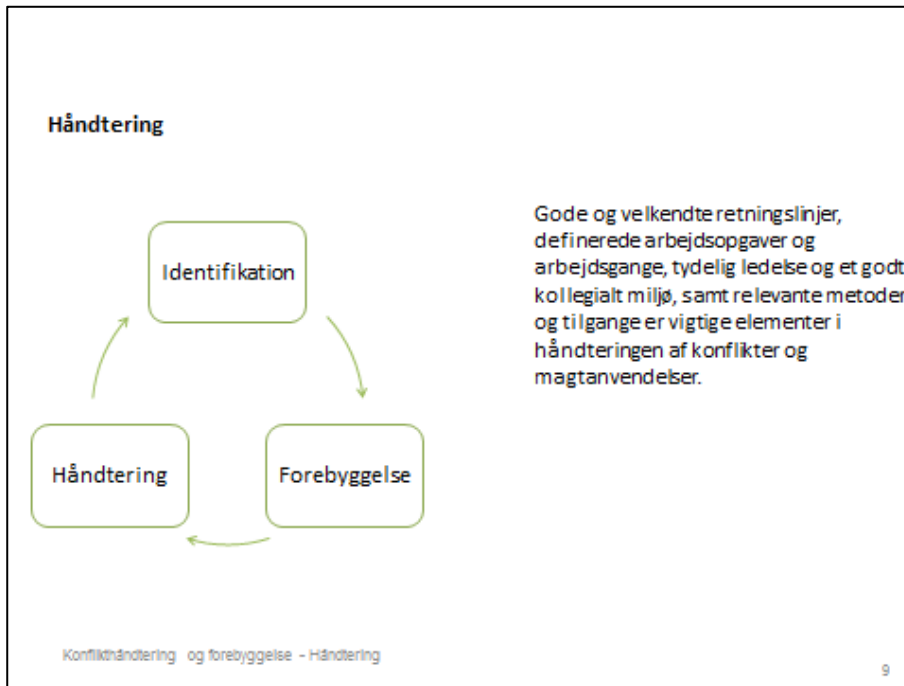 Håndtering
Identifikation
Forebyggelse
Håndtering
Gode og velkendte retningslinjer,
definerede arbejdsopgaver og
arbejdsgange, tydelig ledelse og et godt
kollegialt miljø, samt relevante metoder
og tilgange er vigtige elementer i
håndteringen af konflikter og
magtanvendelser.
Konflikthåndtering og forebyggelse - Håndtering
9